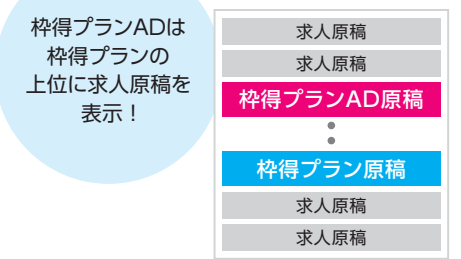 枠得プランADは
枠得プランの
上位に求人原稿を
表示！
求人原稿
求人原稿
枠得プランAD原稿
枠得プラン原稿
求人原稿
求人原稿